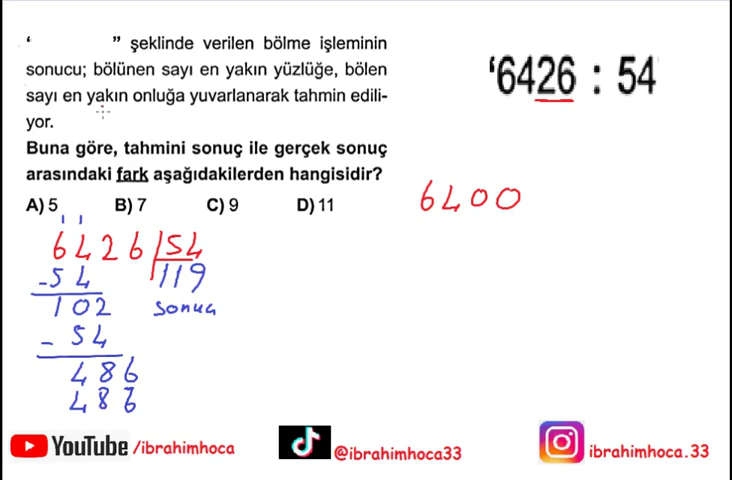 ‘ ” şeklinde verilen bölme işleminin
sonucu; bölünen sayı en yakın yüzlüğe, bölen
sayı en yakın onluğa yuvarlanarak tahmin edili-
yor.
Buna göre, tahmini sonuç ile gerçek sonuç
arasındaki fark aşağıdakilerden hangisidir?
A) 5 B) 7 C) 9 D) 11
‘6426 : 54
6400
6426 54
- 54 119
102 sonuç
- 54
486
486
YouTube /ibrahimhoca
@ibrahimhoca33
ibrahimhoca.33